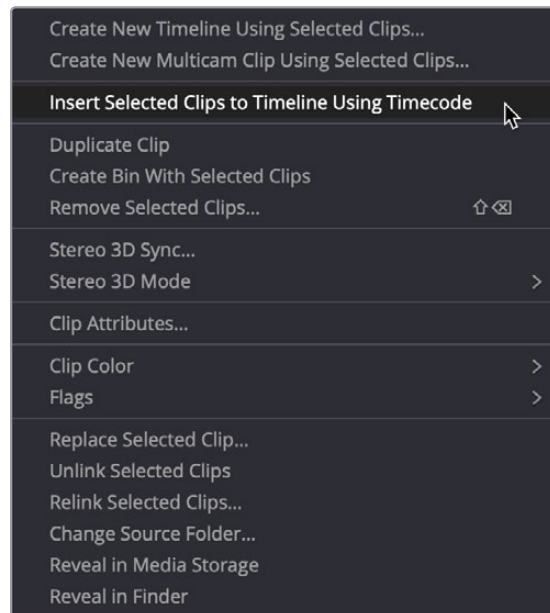 Create New Timeline Using Selected Clips...
Create New Multicam Clip Using Selected Clips...
Insert Selected Clips to Timeline Using Timecode
Duplicate Clip
Create Bin With Selected Clips
Remove Selected Clips... ⇧⌫
Stereo 3D Sync...
Stereo 3D Mode >
Clip Attributes...
Clip Color >
Flags >
Replace Selected Clip...
Unlink Selected Clips
Relink Selected Clips...
Change Source Folder...
Reveal in Media Storage
Reveal in Finder